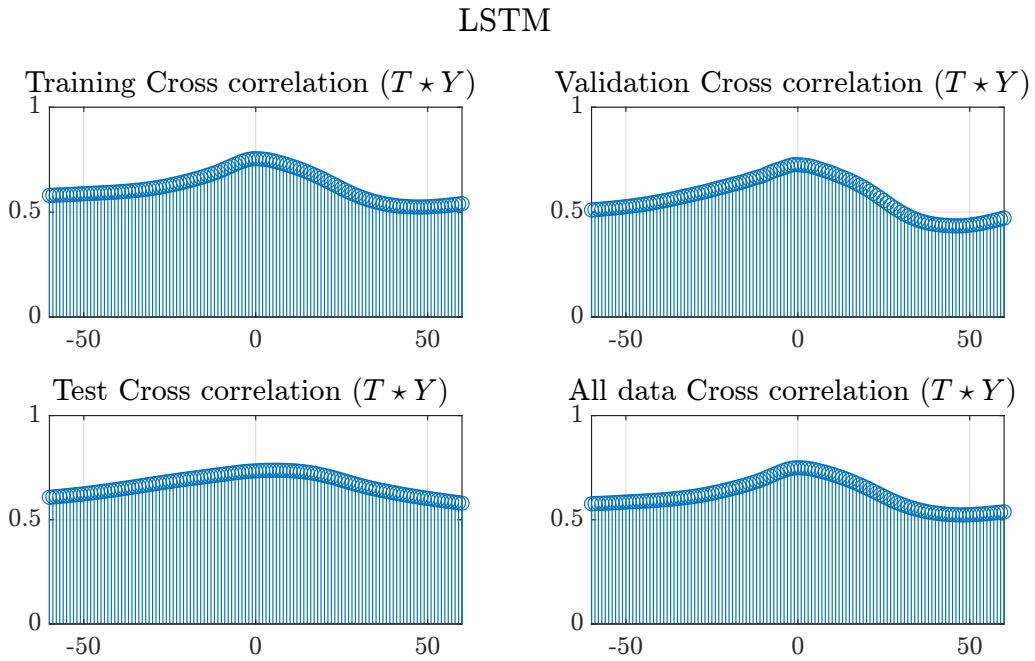 LSTM
Training Cross correlation (T ⋆ Y)
1
0.5
0
-50 0 50
Validation Cross correlation (T ⋆ Y)
1
0.5
0
-50 0 50
Test Cross correlation (T ⋆ Y)
1
0.5
0
-50 0 50
All data Cross correlation (T ⋆ Y)
1
0.5
0
-50 0 50